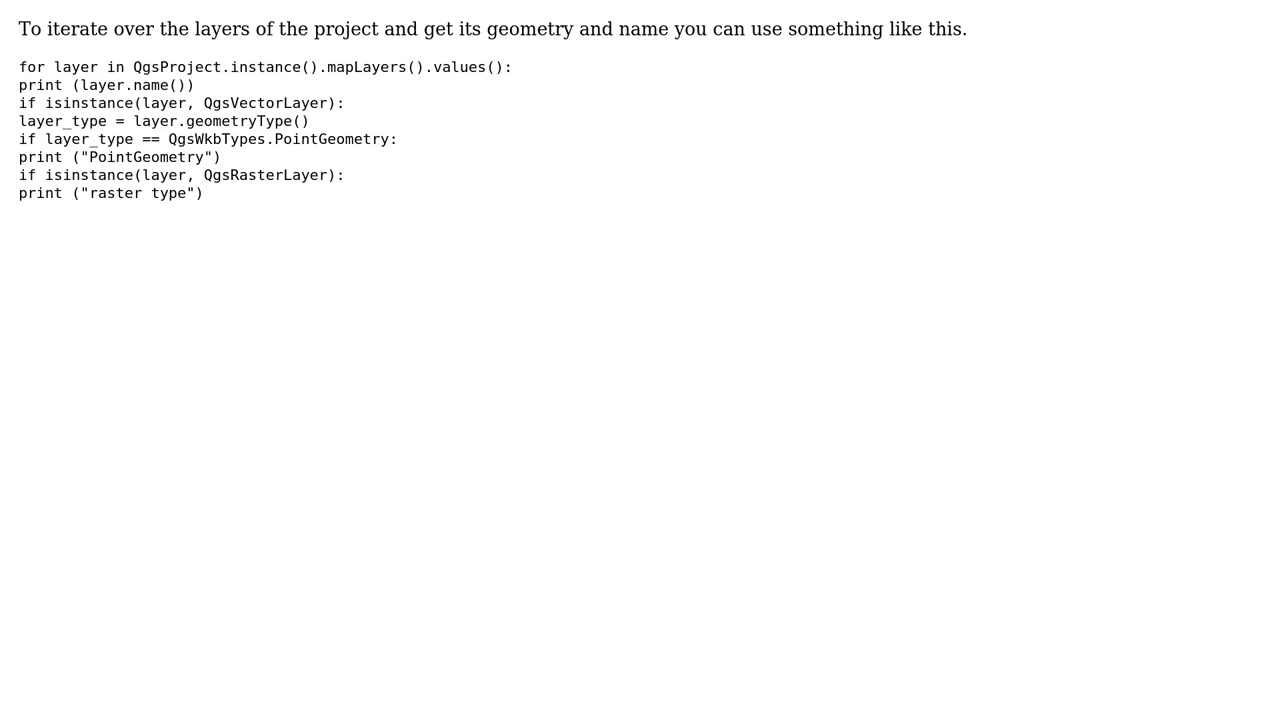 To iterate over the layers of the project and get its geometry and name you can use something like this.
for layer in QgsProject.instance().mapLayers().values():
print (layer.name())
if isinstance(layer, QgsVectorLayer):
layer_type = layer.geometryType()
if layer_type == QgsWkbTypes.PointGeometry:
print ("PointGeometry")
if isinstance(layer, QgsRasterLayer):
print ("raster type")